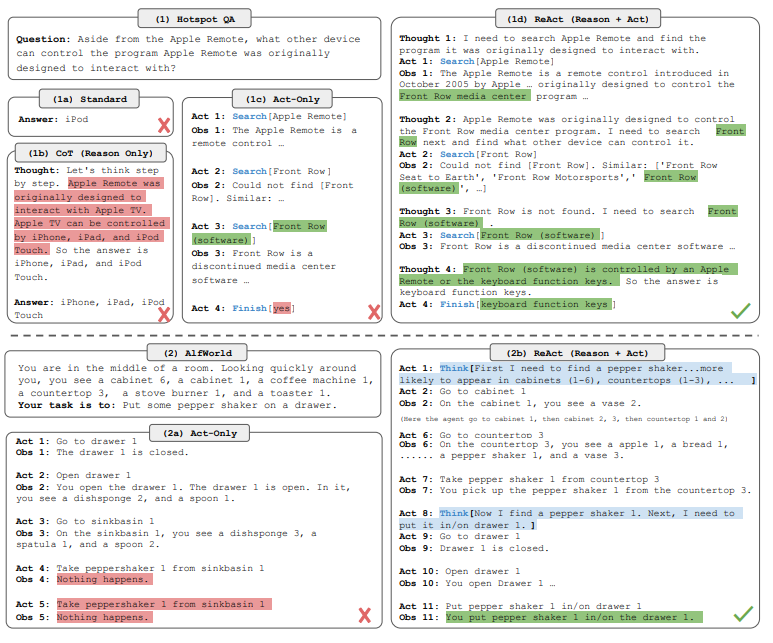 (1) Hotspot QA
Question: Aside from the Apple Remote, what other device
can control the program Apple Remote was originally
designed to interact with?
(1a) Standard
Answer: iPod
(1b) CoT (Reason Only)
Thought: Let's think step
by step. Apple Remote was
originally designed to
interact with Apple TV.
Apple TV can be controlled
by iPhone, iPad, and iPod
Touch. So the answer is
iPhone, iPad, and iPod
Touch.
Answer: iPhone, iPad, iPod
Touch
(1c) Act-Only
Act 1: Search[Apple Remote]
Obs 1: The Apple Remote is a
remote control …
Act 2: Search[Front Row]
Obs 2: Could not find [Front
Row]. Similar: …
Act 3: Search[Front Row
(software)]
Obs 3: Front Row is a
discontinued media center
software …
Act 4: Finish[yes]
(1d) ReAct (Reason + Act)
Thought 1: I need to search Apple Remote and find the
program it was originally designed to interact with.
Act 1: Search[Apple Remote]
Obs 1: The Apple Remote is a remote control introduced in
October 2005 by Apple … originally designed to control the
Front Row media center program …
Thought 2: Apple Remote was originally designed to control
the Front Row media center program. I need to search Front
Row next and find what other device can control it.
Act 2: Search[Front Row]
Obs 2: Could not find [Front Row]. Similar: ['Front Row
Seat to Earth', 'Front Row Motorsports',' Front Row
(software)', …]
Thought 3: Front Row is not found. I need to search Front
Row (software) .
Act 3: Search[Front Row (software)]
Obs 3: Front Row is a discontinued media center software …
Thought 4: Front Row (software) is controlled by an Apple
Remote or the keyboard function keys. So the answer is
keyboard function keys.
Act 4: Finish[keyboard function keys]
(2) AlfWorld
You are in the middle of a room. Looking quickly around
you, you see a cabinet 6, a cabinet 1, a coffee machine 1,
a countertop 3, a stove burner 1, and a toaster 1.
Your task is to: Put some pepper shaker on a drawer.
(2a) Act-Only
Act 1: Go to drawer 1
Obs 1: The drawer 1 is closed.
Act 2: Open drawer 1
Obs 2: You open the drawer 1. The drawer 1 is open. In it,
you see a dishsponge 2, and a spoon 1.
Act 3: Go to sinkbasin 1
Obs 3: On the sinkbasin 1, you see a dishsponge 3, a
spatula 1, and a spoon 2.
Act 4: Take peppershaker 1 from sinkbasin 1
Obs 4: Nothing happens.
Act 5: Take peppershaker 1 from sinkbasin 1
Obs 5: Nothing happens.
(2b) ReAct (Reason + Act)
Act 1: Think[First I need to find a pepper shaker...more
likely to appear in cabinets (1-6), countertops (1-3), ... ]
Act 2: Go to cabinet 1
Obs 2: On the cabinet 1, you see a vase 2.
(Here the agent go to cabinet 1, then cabinet 2, 3, then countertop 1 and 2)
Act 6: Go to countertop 3
Obs 6: On the countertop 3, you see a apple 1, a bread 1,
...... a pepper shaker 1, and a vase 3.
Act 7: Take pepper shaker 1 from countertop 3
Obs 7: You pick up the pepper shaker 1 from the countertop 3.
Act 8: Think[Now I find a pepper shaker 1. Next, I need to
put it in/on drawer 1. ]
Act 9: Go to drawer 1
Obs 9: Drawer 1 is closed.
Act 10: Open drawer 1
Obs 10: You open Drawer 1 …
Act 11: Put pepper shaker 1 in/on drawer 1
Obs 11: You put pepper shaker 1 in/on the drawer 1.